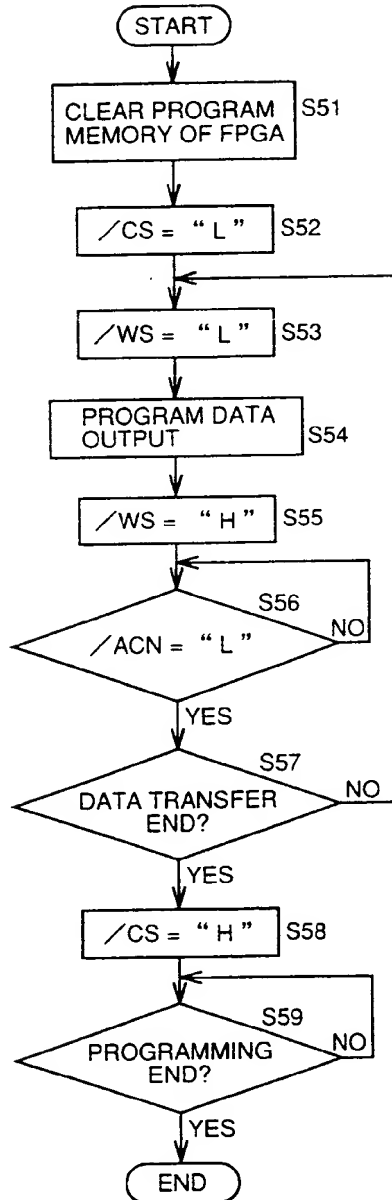 START
CLEAR PROGRAM
MEMORY OF FPGA
S51
/CS = "L"
S52
/WS = "L"
S53
PROGRAM DATA
OUTPUT
S54
/WS = "H"
S55
S56
/ACN = "L"
NO
YES
S57
DATA TRANSFER
END?
NO
YES
/CS = "H"
S58
S59
PROGRAMMING
END?
NO
YES
END